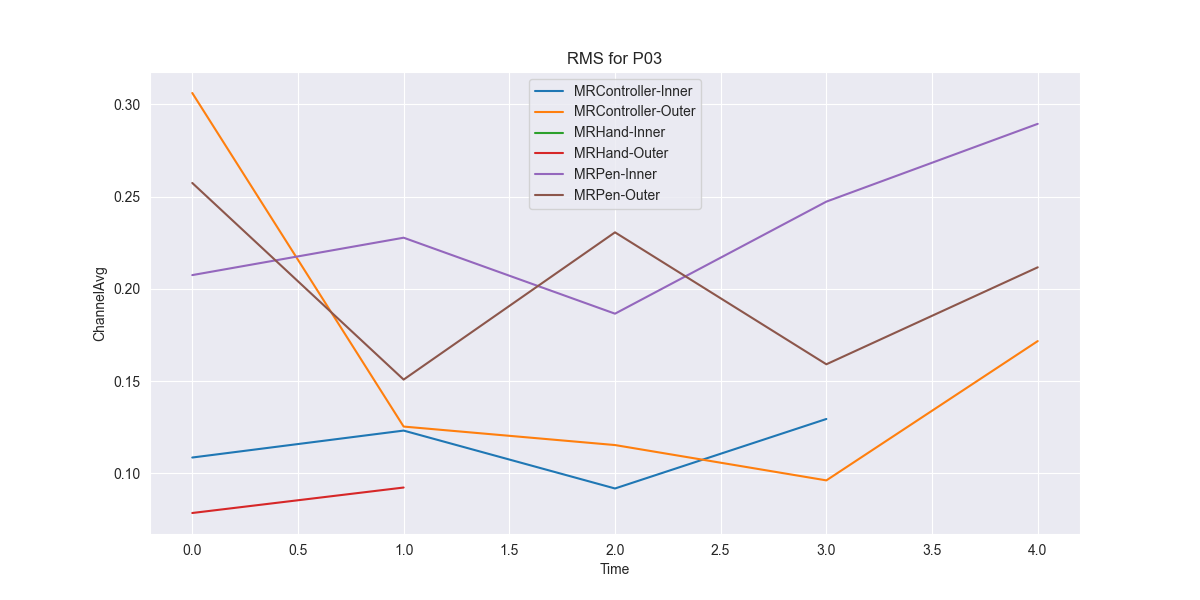 RMS for P03
MRController-Inner
MRController-Outer
MRHand-Inner
MRHand-Outer
MRPen-Inner
MRPen-Outer
ChannelAvg
0.30
0.25
0.20
0.15
0.10
0.0 0.5 1.0 1.5 2.0 2.5 3.0 3.5 4.0
Time